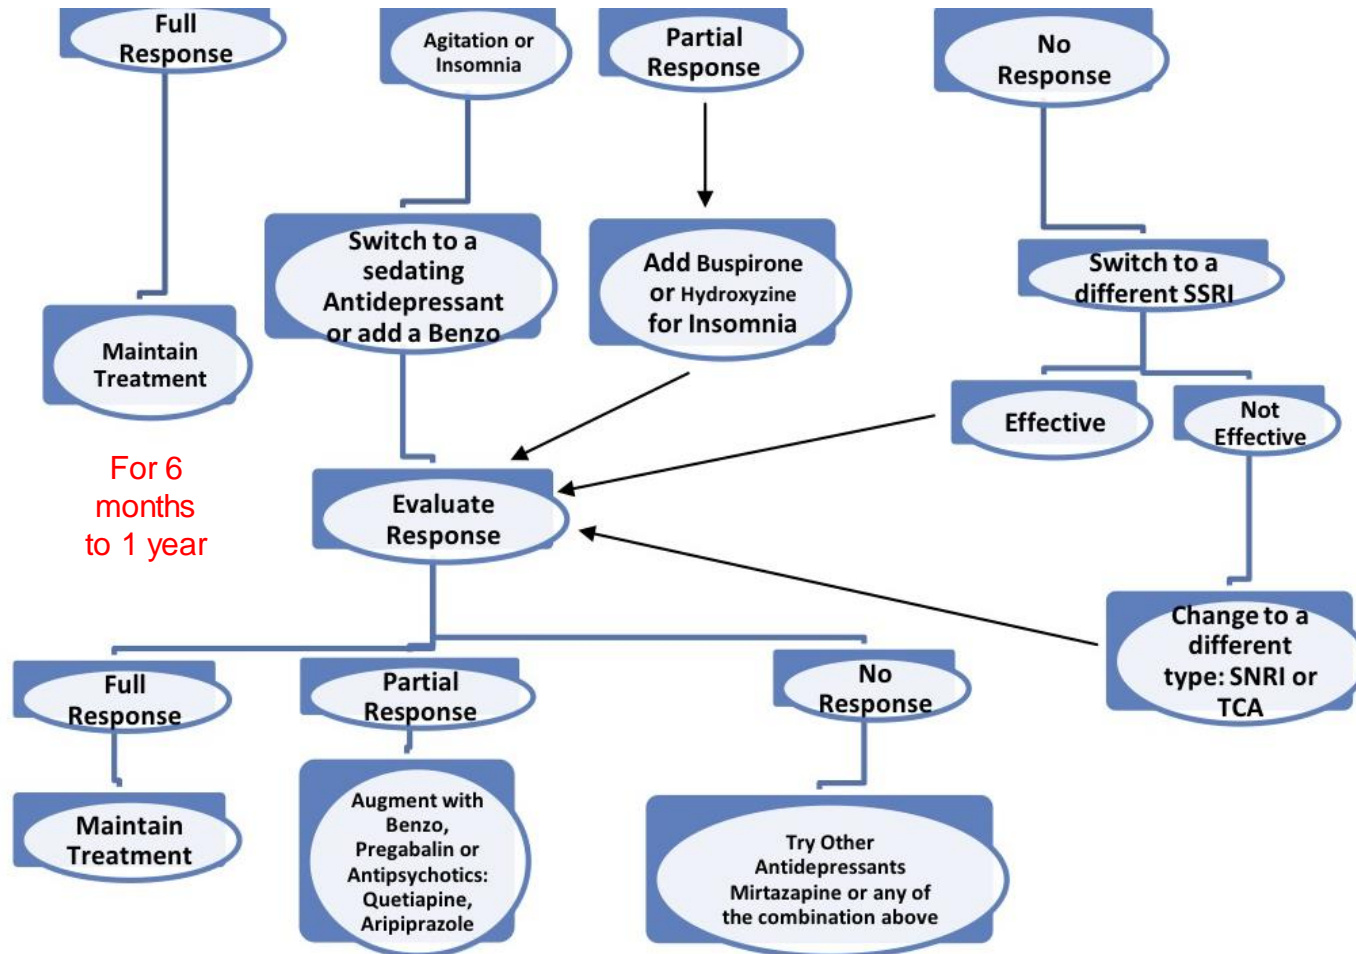 Full
Response
Agitation or
Insomnia
Partial
Response
No
Response
Switch to a
sedating
Antidepressant
or add a Benzo
Add Buspirone
or Hydroxyzine
for Insomnia
Switch to a
different SSRI
Maintain
Treatment
Effective
Not
Effective
For 6
months
to 1 year
Evaluate
Response
Change to a
different
type: SNRI or
TCA
Full
Response
Partial
Response
No
Response
Maintain
Treatment
Augment with
Benzo,
Pregabalin or
Antipsychotics:
Quetiapine,
Aripiprazole
Try Other
Antidepressants
Mirtazapine or any of
the combination above